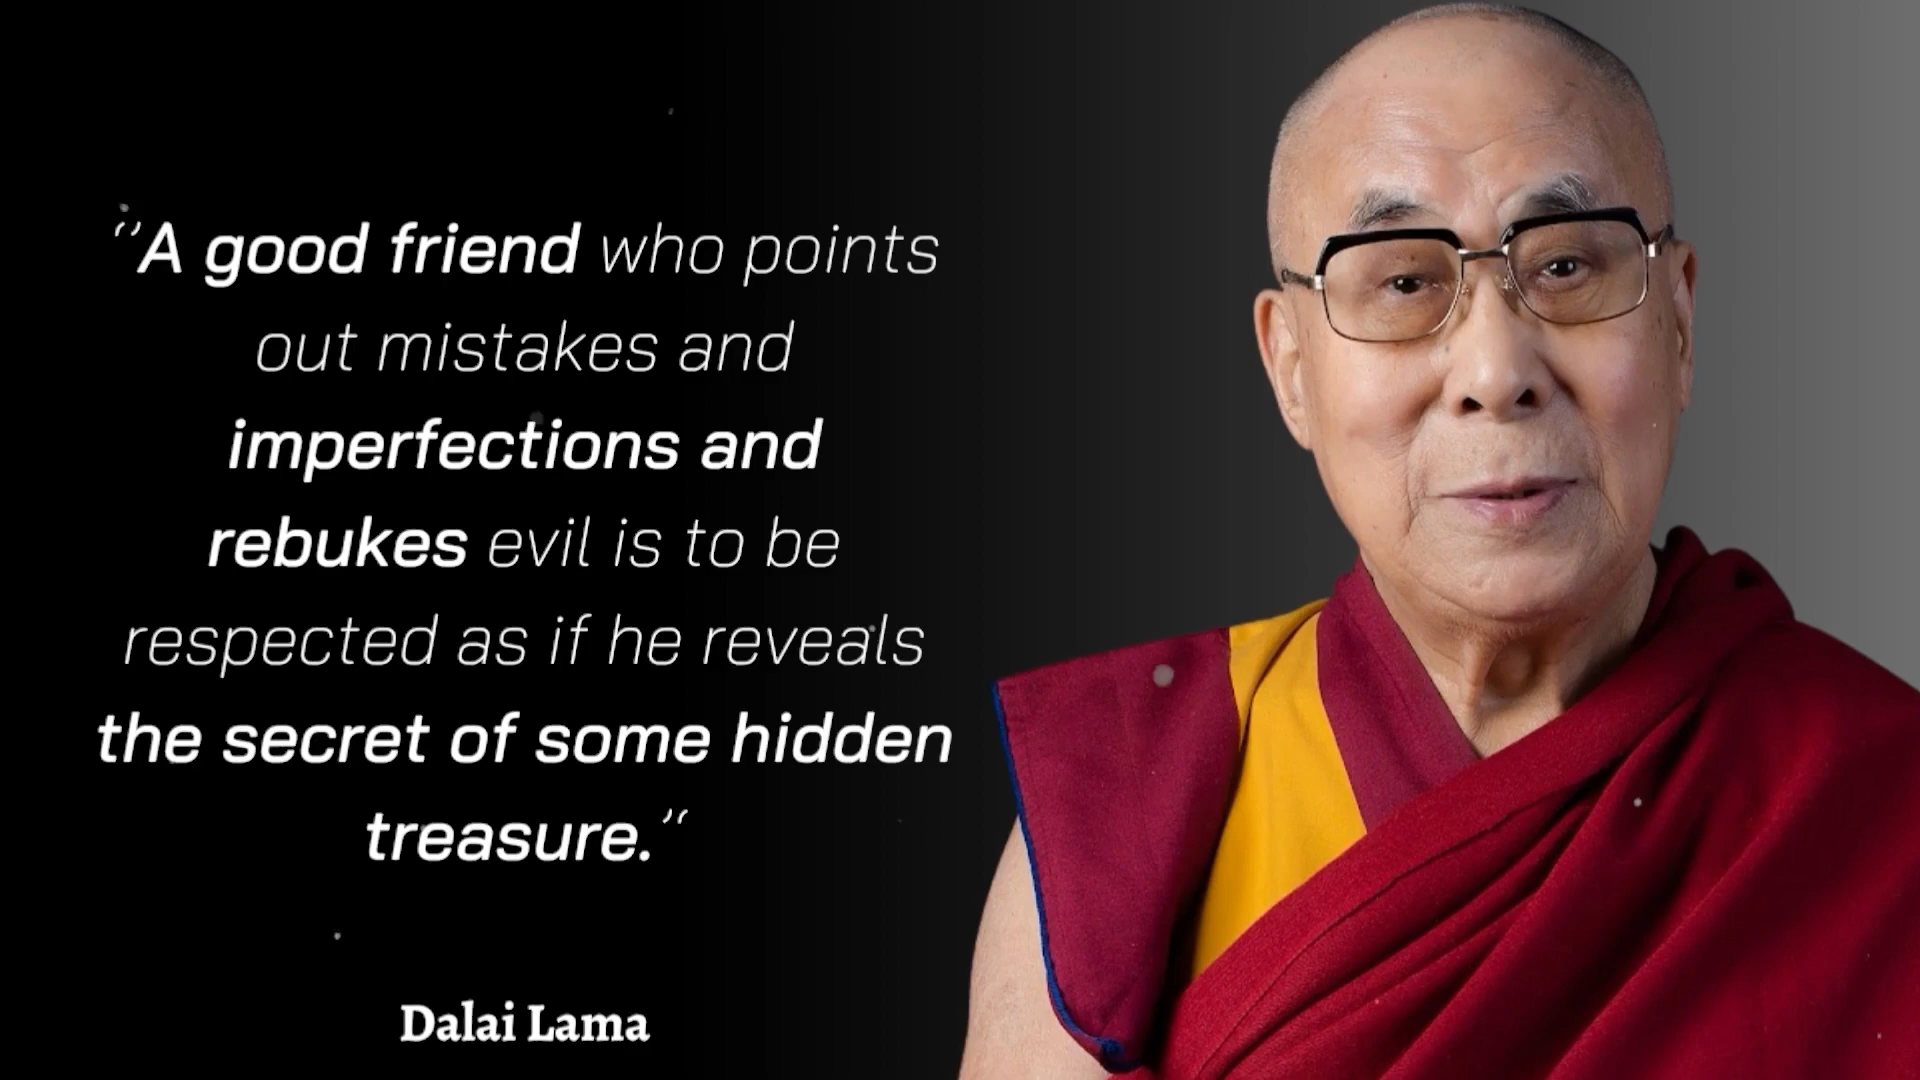 “A good friend who points
out mistakes and
imperfections and
rebukes evil is to be
respected as if he reveals
the secret of some hidden
treasure.”
Dalai Lama